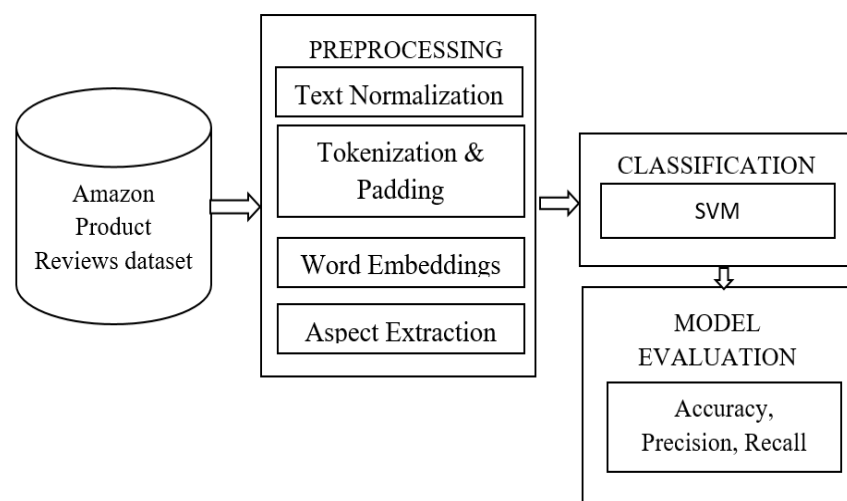 Amazon
Product
Reviews dataset
PREPROCESSING
Text Normalization
Tokenization &
Padding
Word Embeddings
Aspect Extraction
CLASSIFICATION
SVM
MODEL
EVALUATION
Accuracy,
Precision, Recall